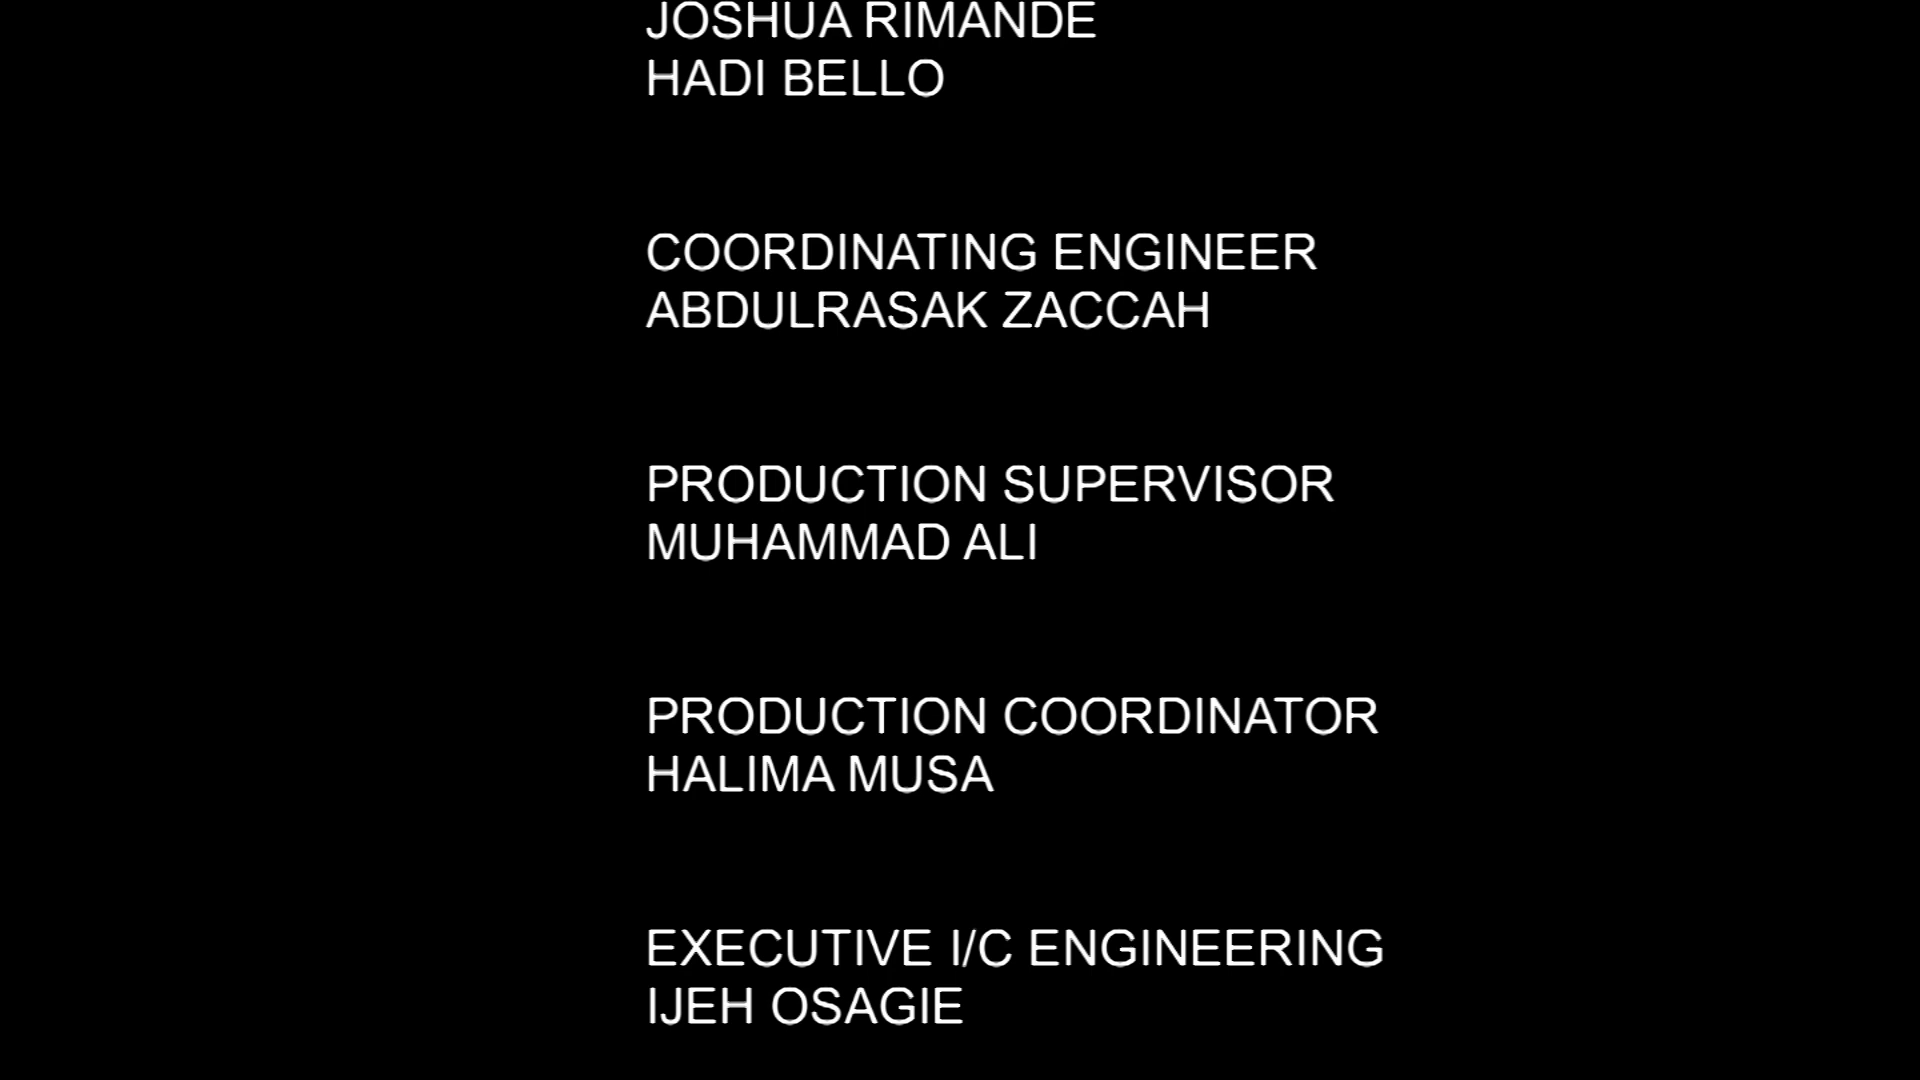 JOSHUA RIMANDE
HADI BELLO
COORDINATING ENGINEER
ABDULRASAK ZACCAH
PRODUCTION SUPERVISOR
MUHAMMAD ALI
PRODUCTION COORDINATOR
HALIMA MUSA
EXECUTIVE I/C ENGINEERING
IJEH OSAGIE